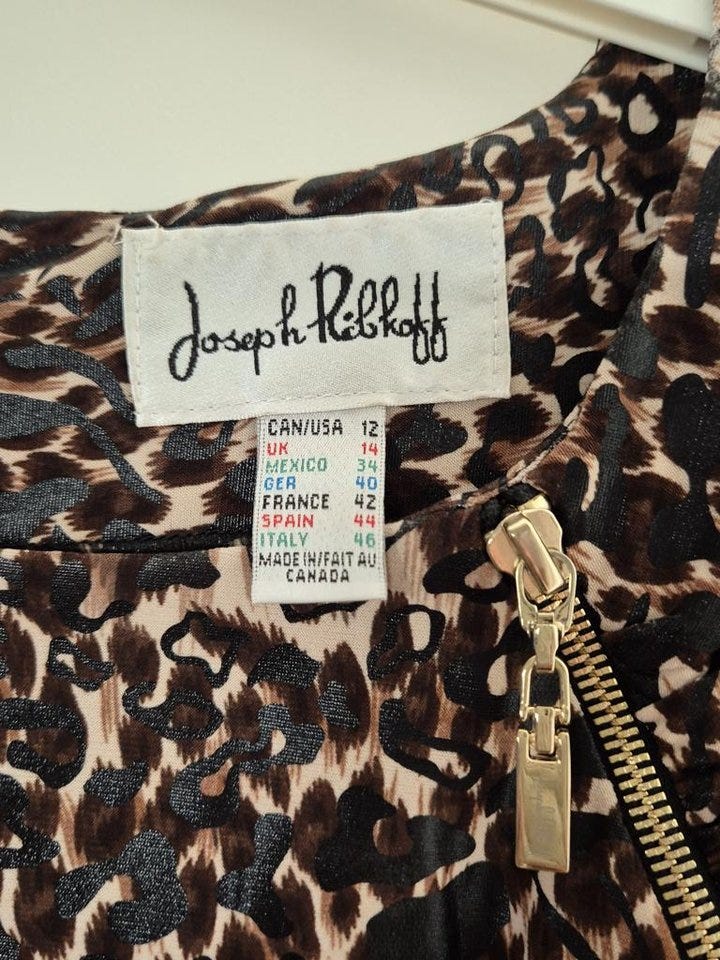 Joseph Ribkoff
CAN/USA 12
UK 14
MEXICO 34
GER 40
FRANCE 42
SPAIN 44
ITALY 46
MADE IN/FAIT AU
CANADA